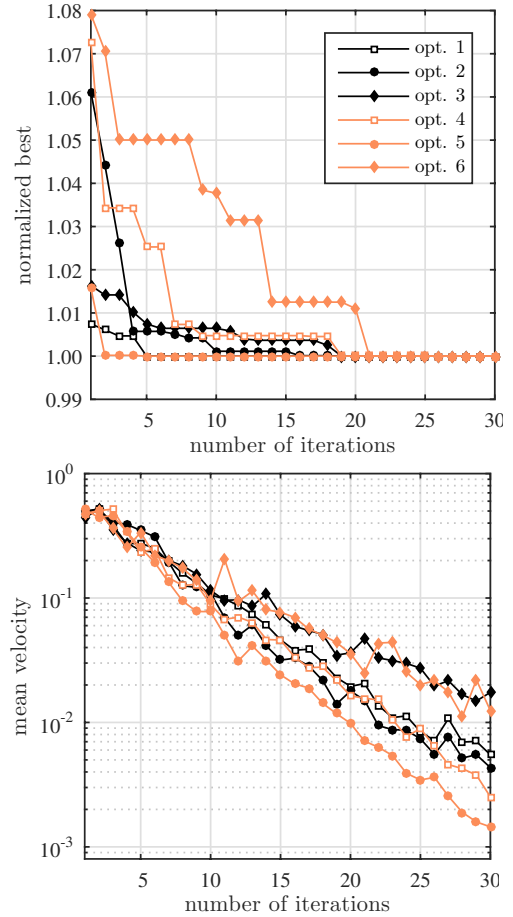 1.08
1.07
1.06
1.05
1.04
1.03
1.02
1.01
1.00
0.99
normalized best
opt. 1
opt. 2
opt. 3
opt. 4
opt. 5
opt. 6
5 10 15 20 25 30
number of iterations
10^0
10^-1
10^-2
10^-3
mean velocity
5 10 15 20 25 30
number of iterations